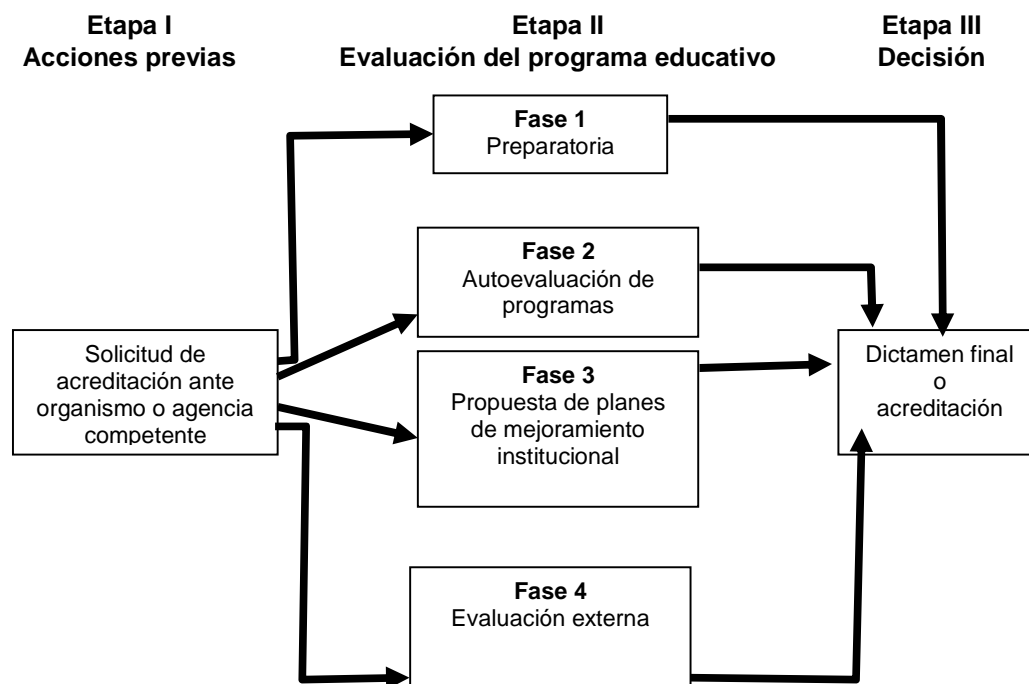 Etapa I
Acciones previas
Etapa II
Evaluación del programa educativo
Etapa III
Decisión
Fase 1
Preparatoria
Fase 2
Autoevaluación de
programas
Solicitud de
acreditación ante
organismo o agencia
competente
Fase 3
Propuesta de planes
de mejoramiento
institucional
Dictamen final
o
acreditación
Fase 4
Evaluación externa